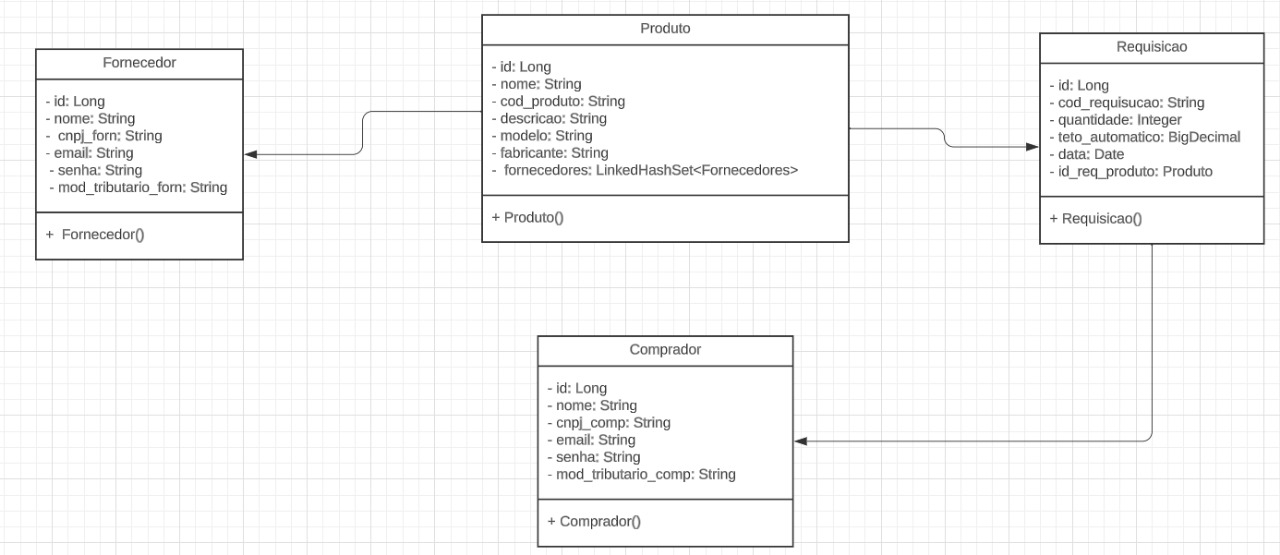 Fornecedor
- id: Long
- nome: String
- cnpj_forn: String
- email: String
- senha: String
- mod_tributario_forn: String
+ Fornecedor()
Produto
- id: Long
- nome: String
- cod_produto: String
- descricao: String
- modelo: String
- fabricante: String
- fornecedores: LinkedHashSet<Fornecedores>
+ Produto()
Requisicao
- id: Long
- cod_requisucao: String
- quantidade: Integer
- teto_automatico: BigDecimal
- data: Date
- id_req_produto: Produto
+ Requisicao()
Comprador
- id: Long
- nome: String
- cnpj_comp: String
- email: String
- senha: String
- mod_tributario_comp: String
+ Comprador()